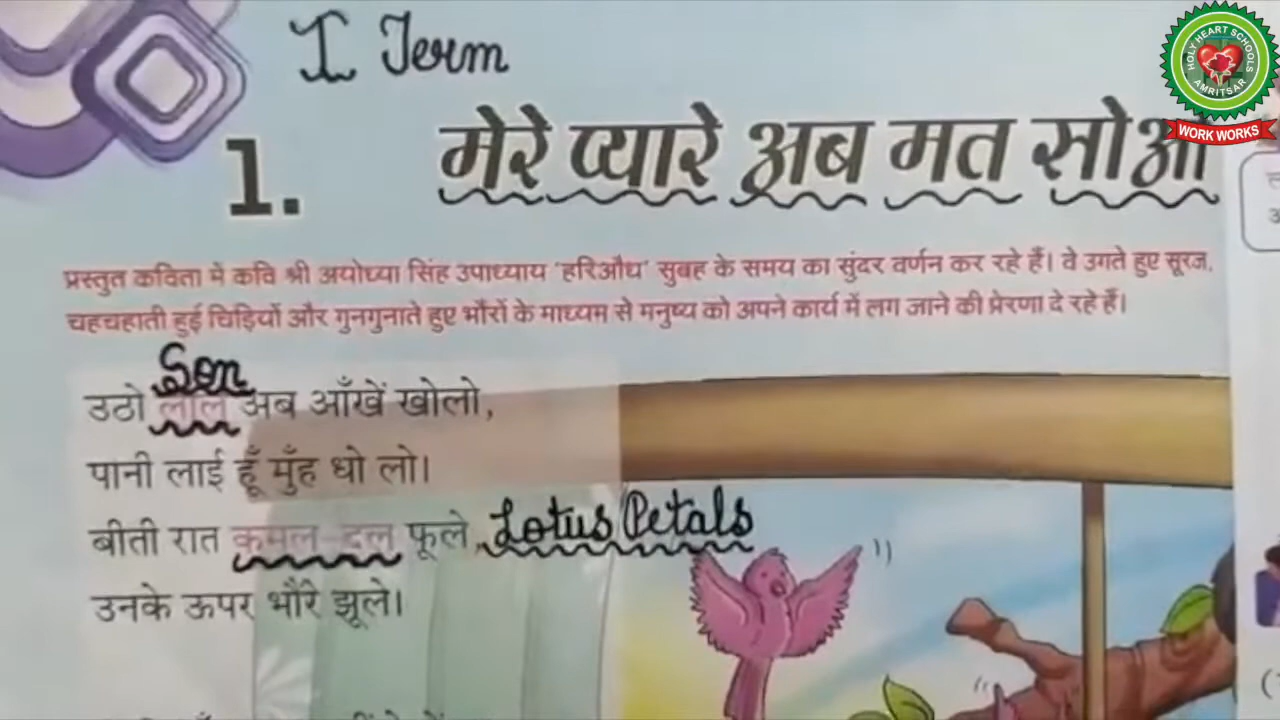 I Term
HOLY HEART SCHOOLS
AMRITSAR
WORK WORKS
1. मेरे प्यारे अब मत सोओ
प्रस्तुत कविता में कवि श्री अयोध्या सिंह उपाध्याय 'हरिऔध' सुबह के समय का सुंदर वर्णन कर रहे हैं। वे उगते हुए सूरज,
चहचहाती हुई चिड़ियों और गुनगुनाते हुए भौरों के माध्यम से मनुष्य को अपने कार्य में लग जाने की प्रेरणा दे रहे हैं।
Son
उठो लाल अब आँखें खोलो,
पानी लाई हूँ मुँह धो लो।
बीती रात कमल-दल फूले, Lotus Petals
उनके ऊपर भौंरे झूले।